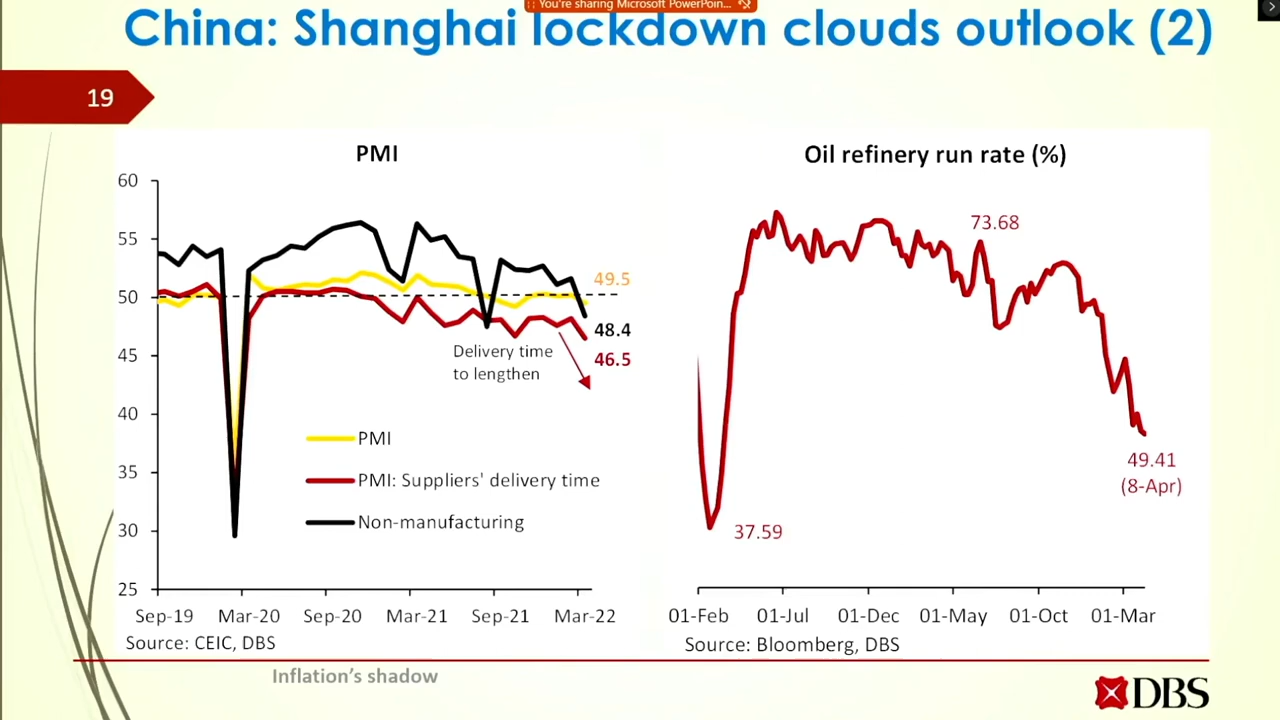 You're sharing Microsoft PowerPoin...
China: Shanghai lockdown clouds outlook (2)
19
PMI
60
55
50
45
40
35
30
25
49.5
48.4
46.5
Delivery time
to lengthen
PMI
PMI: Suppliers' delivery time
Non-manufacturing
Sep-19 Mar-20 Sep-20 Mar-21 Sep-21 Mar-22
Source: CEIC, DBS
Oil refinery run rate (%)
73.68
49.41
(8-Apr)
37.59
01-Feb 01-Jul 01-Dec 01-May 01-Oct 01-Mar
Source: Bloomberg, DBS
Inflation's shadow
DBS